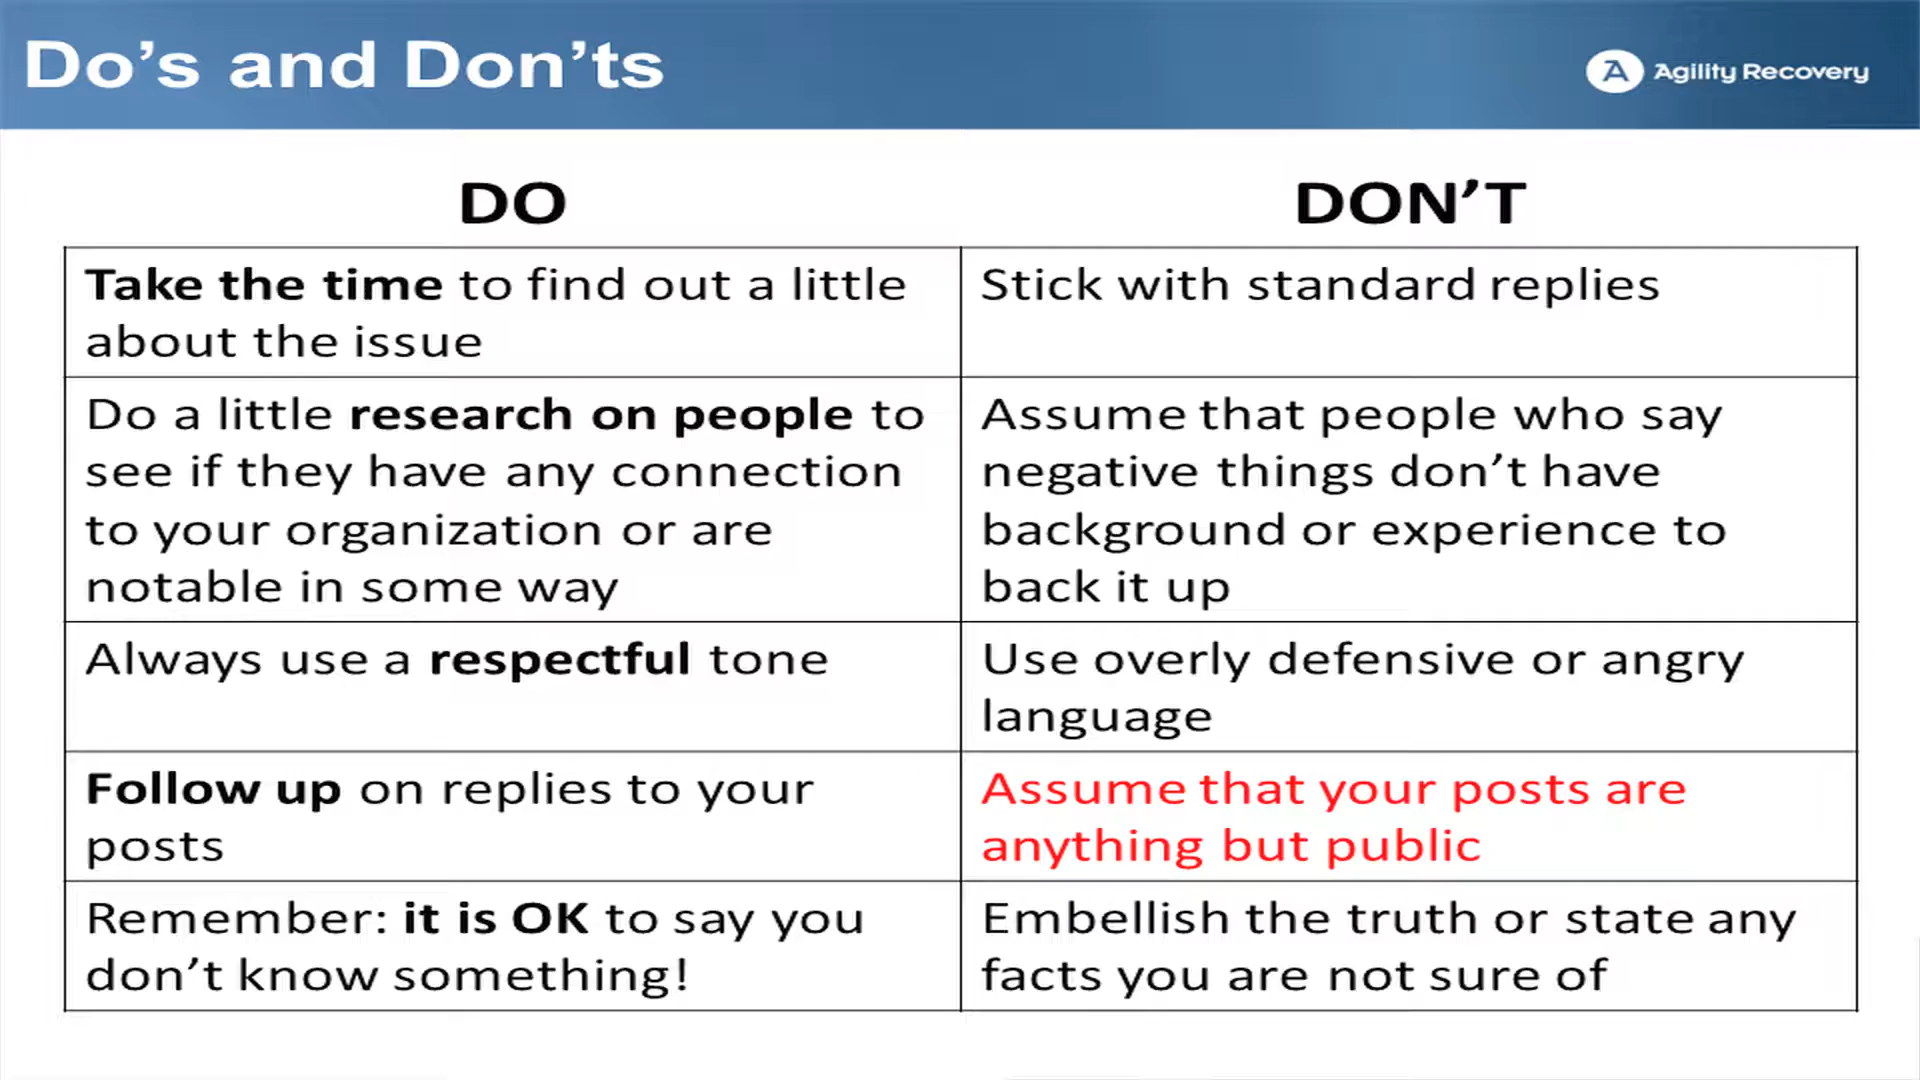 Do’s and Don’ts
Agility Recovery
DO
DON’T
Take the time to find out a little
about the issue
Stick with standard replies
Do a little research on people to
see if they have any connection
to your organization or are
notable in some way
Assume that people who say
negative things don’t have
background or experience to
back it up
Always use a respectful tone
Use overly defensive or angry
language
Follow up on replies to your
posts
Assume that your posts are
anything but public
Remember: it is OK to say you
don’t know something!
Embellish the truth or state any
facts you are not sure of